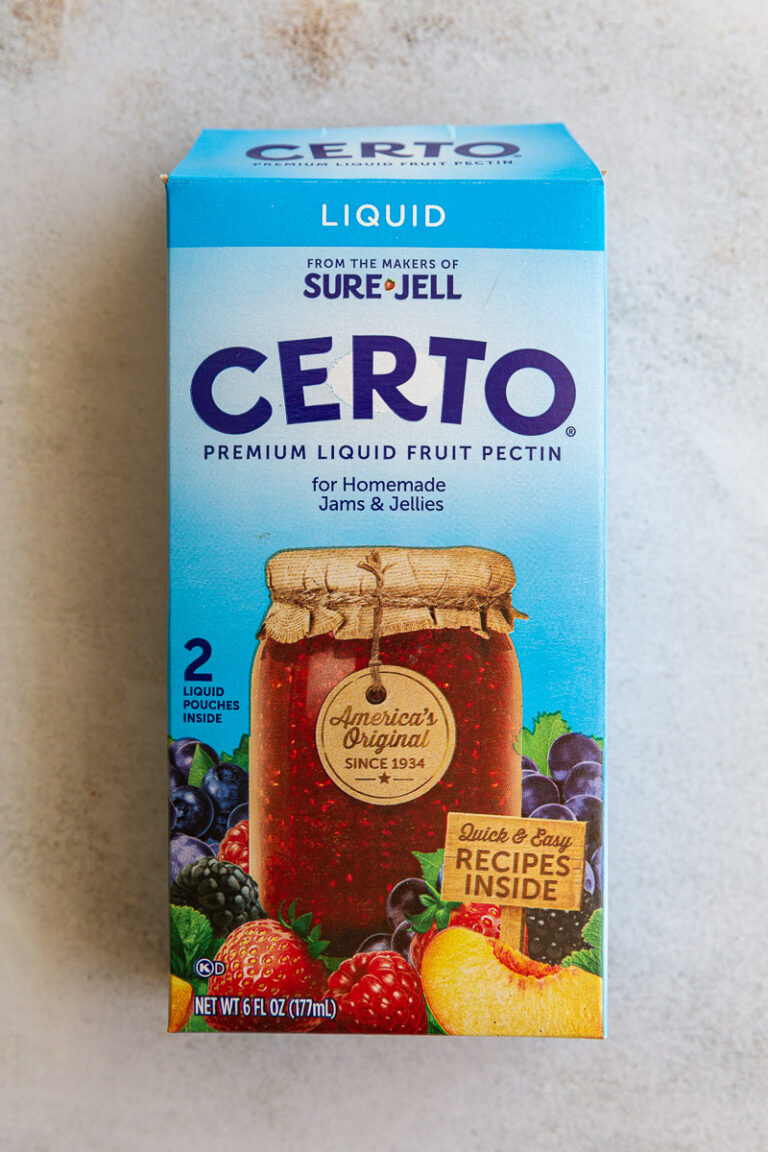 CERTO
PREMIUM LIQUID FRUIT PECTIN
LIQUID
FROM THE MAKERS OF
SURE JELL
CERTO®
PREMIUM LIQUID FRUIT PECTIN
for Homemade
Jams & Jellies
2
LIQUID
POUCHES
INSIDE
America's
Original
SINCE 1934
Quick & Easy
RECIPES
INSIDE
K D
NET WT 6 FL OZ (177mL)